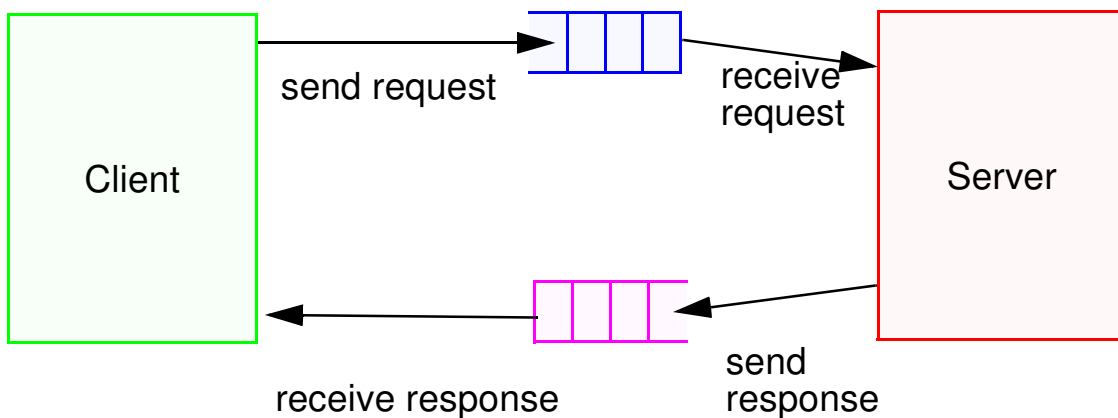 send request
receive
request
Client
Server
send
response
receive response